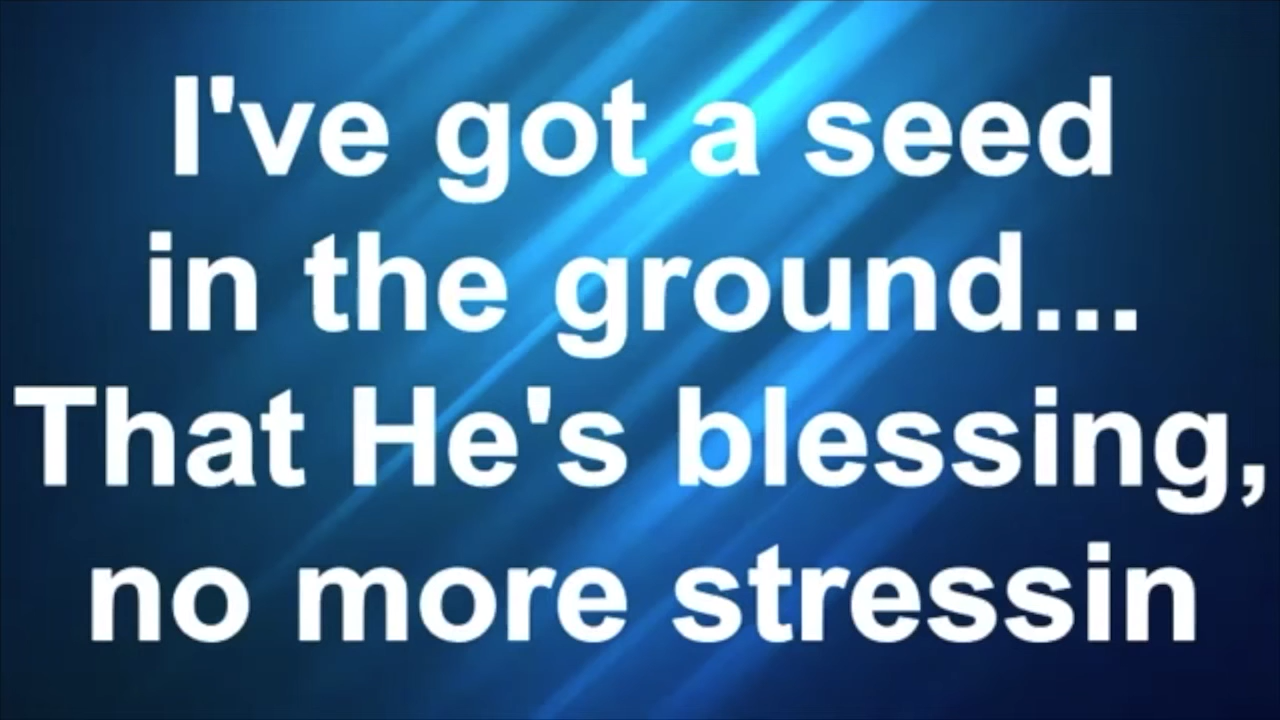 I've got a seed
in the ground...
That He's blessing,
no more stressin